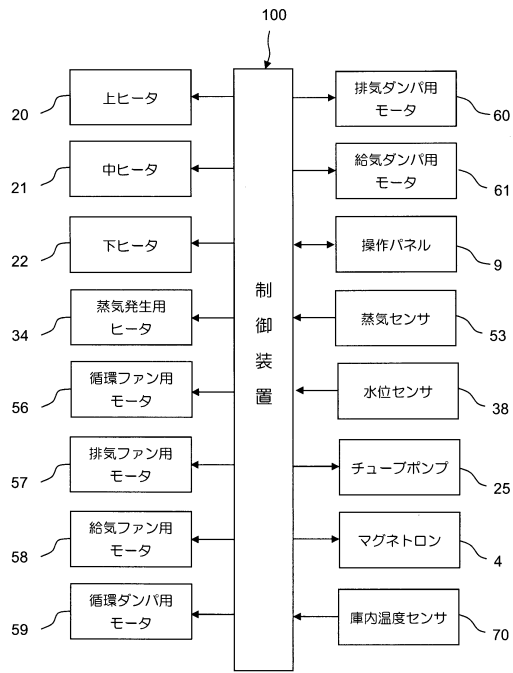 100
上ヒータ
20
中ヒータ
21
下ヒータ
22
蒸気発生用
ヒータ
34
循環ファン用
モータ
56
排気ファン用
モータ
57
給気ファン用
モータ
58
循環ダンパ用
モータ
59
制御装置
排気ダンパ用
モータ
60
給気ダンパ用
モータ
61
操作パネル
9
蒸気センサ
53
水位センサ
38
チューブポンプ
25
マグネトロン
4
庫内温度センサ
70